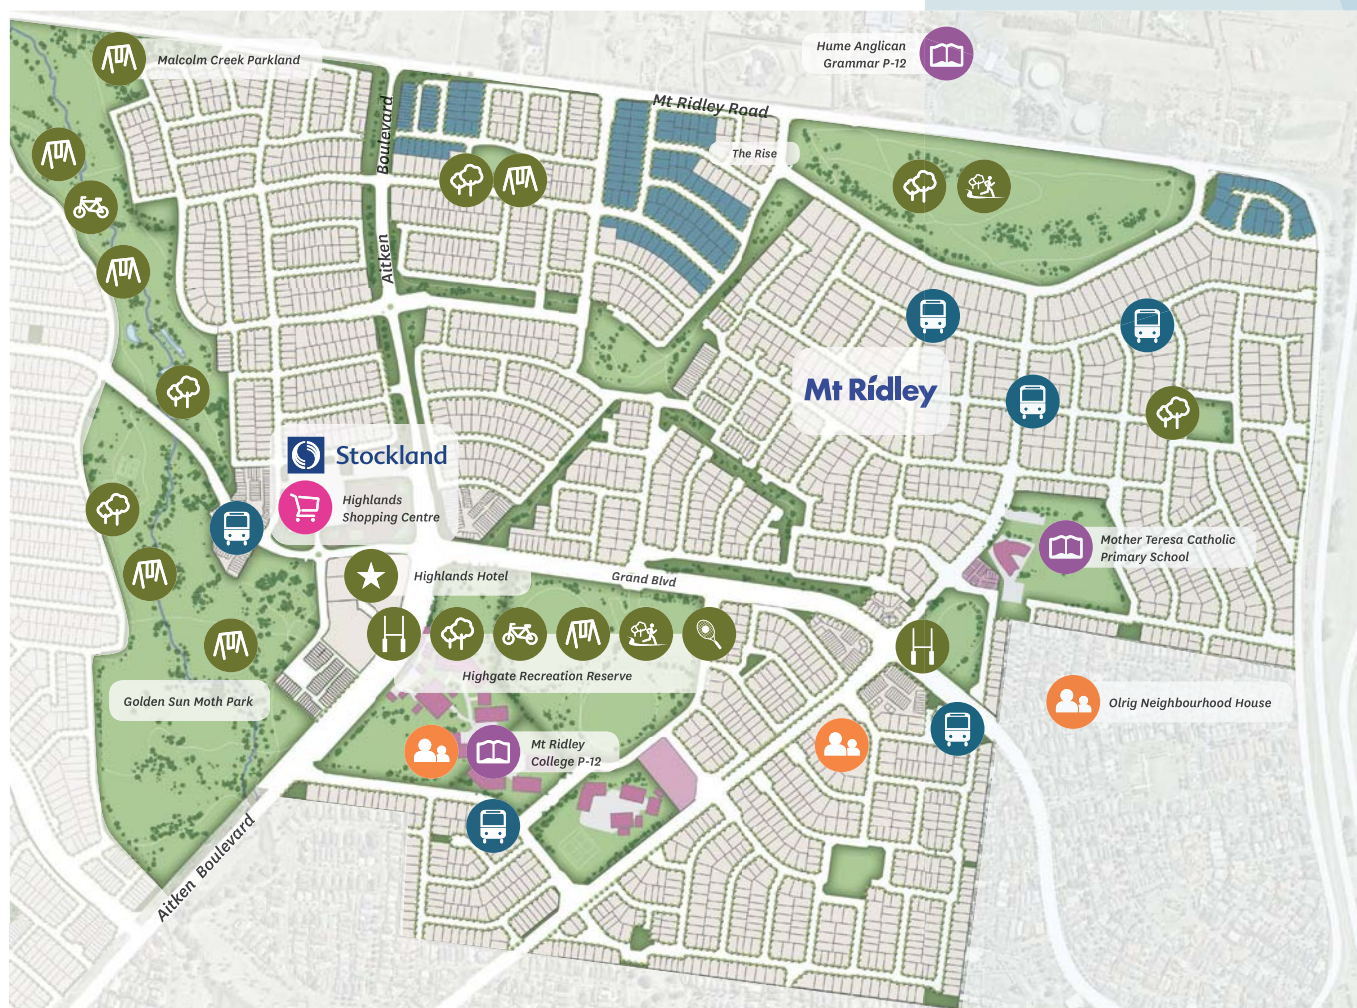 Hume Anglican
Grammar P-12
Malcolm Creek Parkland
Mt Ridley Road
Boulevard
The Rise
Aitken
Mt Ridley
Stockland
Highlands
Shopping Centre
Mother Teresa Catholic
Primary School
Highlands Hotel
Grand Blvd
Highgate Recreation Reserve
Golden Sun Moth Park
Olrig Neighbourhood House
Mt Ridley
College P-12
Aitken Boulevard